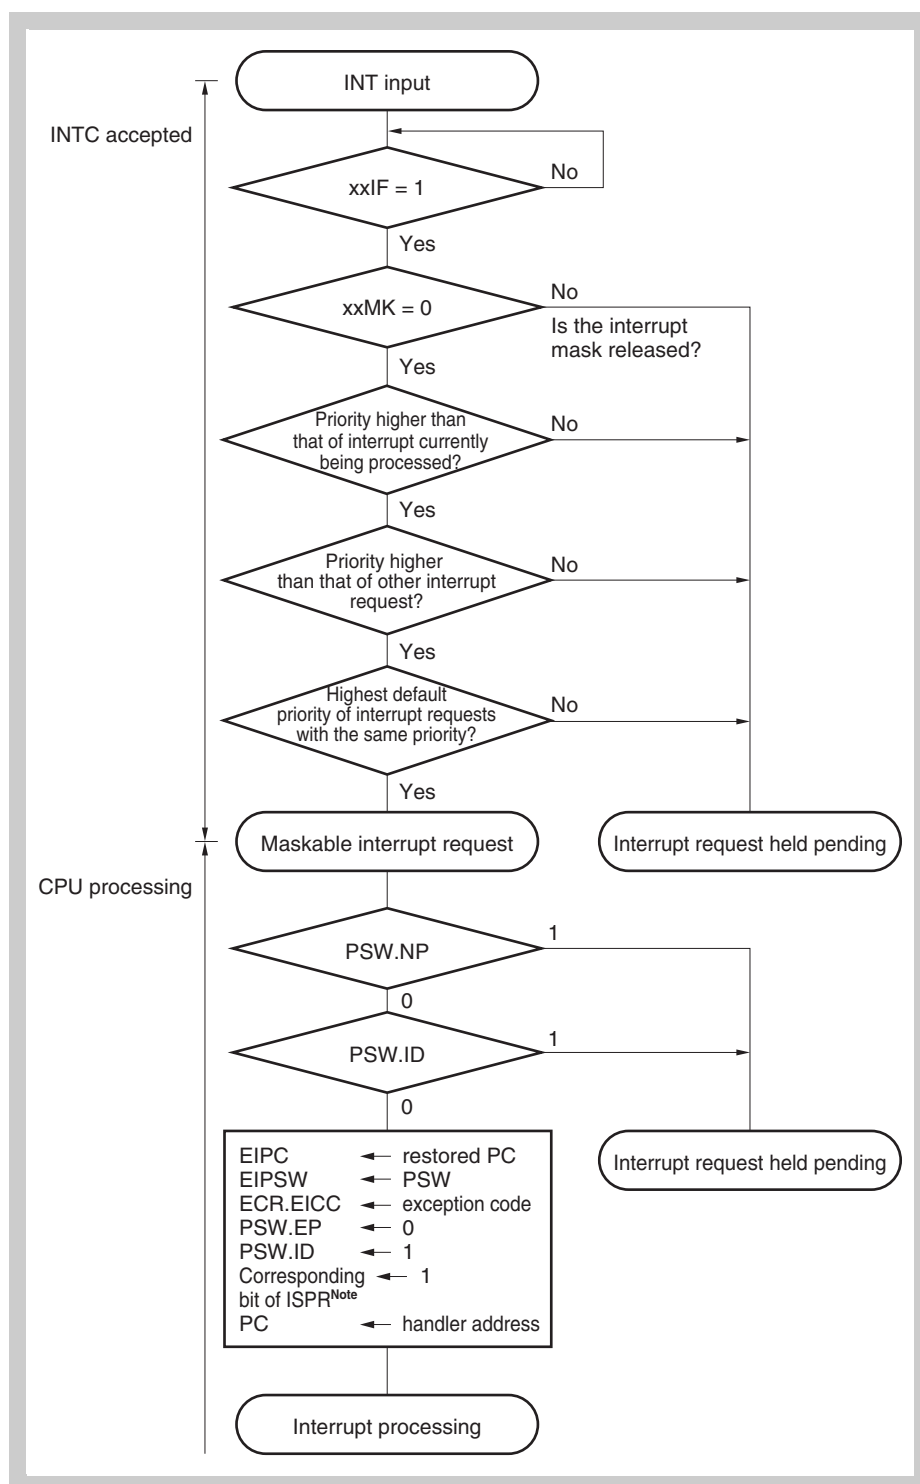 INT input
INTC accepted
xxIF = 1
No
Yes
xxMK = 0
No
Is the interrupt
mask released?
Yes
Priority higher than
that of interrupt currently
being processed?
No
Yes
Priority higher
than that of other interrupt
request?
No
Yes
Highest default
priority of interrupt requests
with the same priority?
No
Yes
Maskable interrupt request
Interrupt request held pending
CPU processing
PSW.NP
1
0
PSW.ID
1
0
Interrupt request held pending
EIPC ← restored PC
EIPSW ← PSW
ECR.EICC ← exception code
PSW.EP ← 0
PSW.ID ← 1
Corresponding ← 1
bit of ISPRNote
PC ← handler address
Interrupt processing